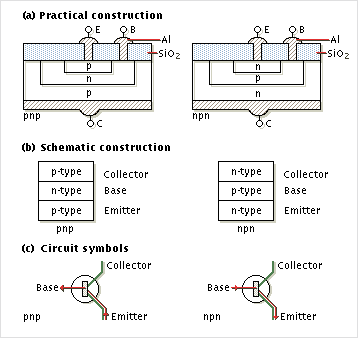 (a) Practical construction
E B E B
Al Al
SiO₂ SiO₂
p n
n p
p n
pnp npn
C C
(b) Schematic construction
p-type Collector n-type Collector
n-type Base p-type Base
p-type Emitter n-type Emitter
pnp npn
(c) Circuit symbols
Collector Collector
Base Base
pnp Emitter npn Emitter